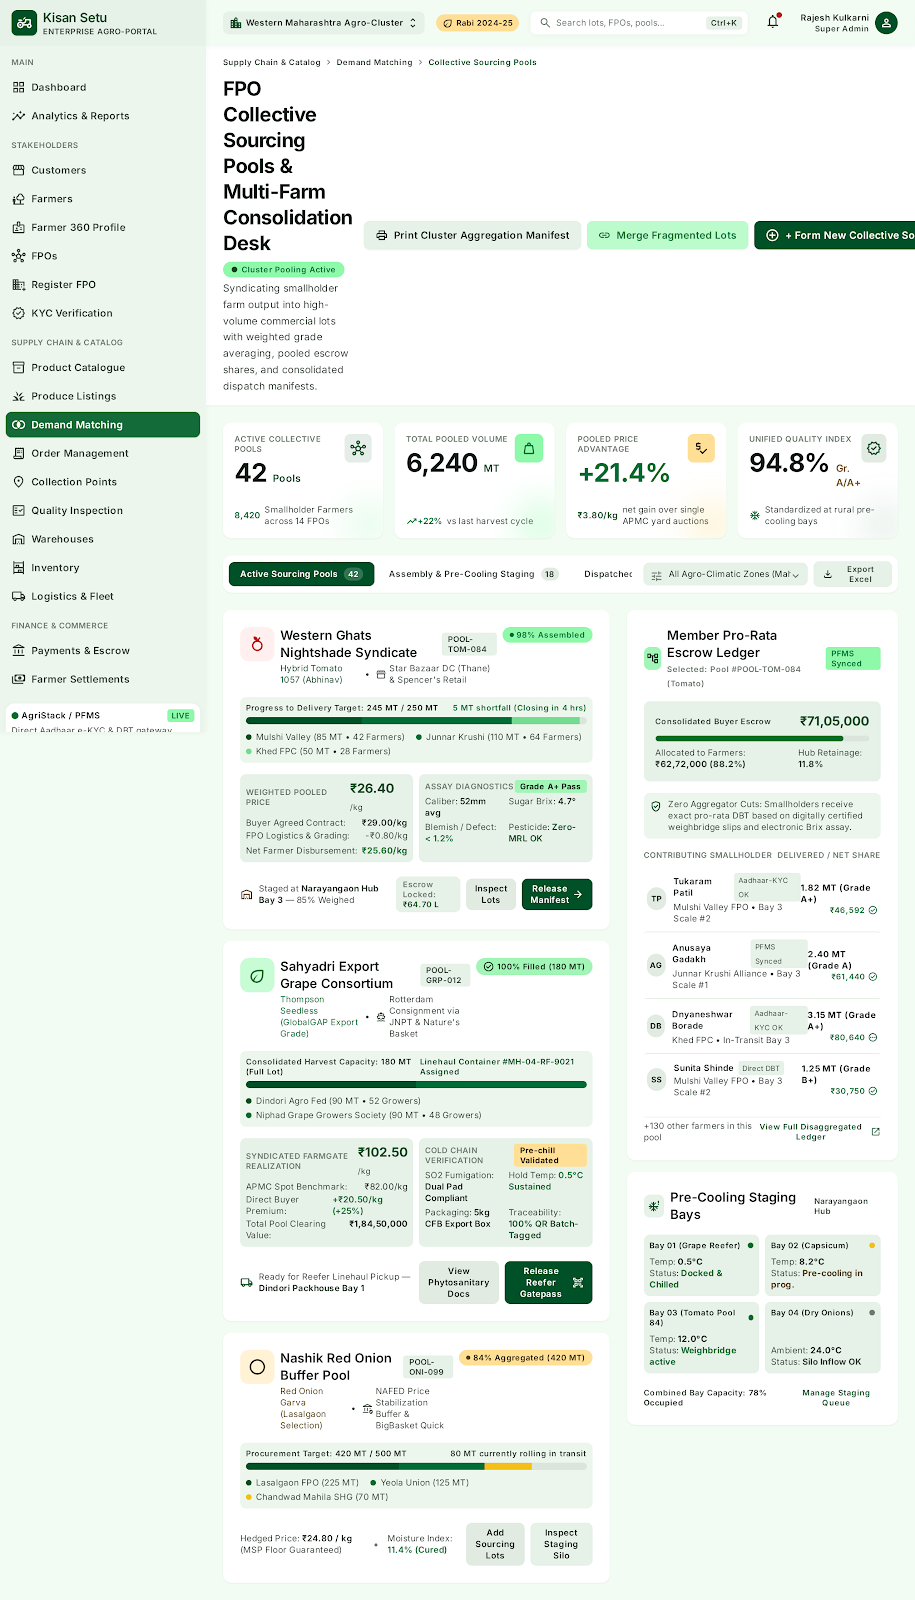 Kisan Setu
ENTERPRISE AGRO-PORTAL
Western Maharashtra Agro-Cluster
Rabi 2024-25
Search lots, FPOs, pools...
Ctrl+K
Rajesh Kulkarni
Super Admin
MAIN
Dashboard
Analytics & Reports
STAKEHOLDERS
Customers
Farmers
Farmer 360 Profile
FPOs
Register FPO
KYC Verification
SUPPLY CHAIN & CATALOG
Product Catalogue
Produce Listings
Demand Matching
Order Management
Collection Points
Quality Inspection
Warehouses
Inventory
Logistics & Fleet
FINANCE & COMMERCE
Payments & Escrow
Farmer Settlements
AgriStack / PFMS
LIVE
Direct Aadhaar e-KYC & DBT gateway
Supply Chain & Catalog > Demand Matching > Collective Sourcing Pools
FPO
Collective
Sourcing
Pools &
Multi-Farm
Consolidation
Desk
Cluster Pooling Active
Syndicating smallholder
farm output into high-
volume commercial lots
with weighted grade
averaging, pooled escrow
shares, and consolidated
dispatch manifests.
Print Cluster Aggregation Manifest
Merge Fragmented Lots
+ Form New Collective So
ACTIVE COLLECTIVE
POOLS
42 Pools
8,420 Smallholder Farmers
across 14 FPOs
TOTAL POOLED VOLUME
6,240 MT
+22% vs last harvest cycle
POOLED PRICE
ADVANTAGE
+21.4%
₹3.80/kg net gain over single
APMC yard auctions
UNIFIED QUALITY INDEX
94.8% Gr.
A/A+
Standardized at rural pre-
cooling bays
Active Sourcing Pools 42
Assembly & Pre-Cooling Staging 18
Dispatched
All Agro-Climatic Zones (Mah
Export
Excel
Western Ghats
Nightshade Syndicate
POOL-
TOM-084
98% Assembled
Hybrid Tomato
1057 (Abhinav)
• Star Bazaar DC (Thane)
& Spencer's Retail
Progress to Delivery Target: 245 MT / 250 MT
5 MT shortfall (Closing in 4 hrs)
Mulshi Valley (85 MT • 42 Farmers)
Junnar Krushi (110 MT • 64 Farmers)
Khed FPC (50 MT • 28 Farmers)
WEIGHTED POOLED
PRICE
₹26.40
/kg
Buyer Agreed Contract: ₹29.00/kg
FPO Logistics & Grading: -₹0.80/kg
Net Farmer Disbursement: ₹25.60/kg
ASSAY DIAGNOSTICS
Grade A+ Pass
Caliber: 52mm
avg
Sugar Brix: 4.7°
Blemish / Defect:
< 1.2%
Pesticide: Zero-
MRL OK
Staged at Narayangaon Hub
Bay 3 — 85% Weighed
Escrow
Locked:
₹64.70 L
Inspect
Lots
Release
Manifest
Sahyadri Export
Grape Consortium
POOL-
GRP-012
100% Filled (180 MT)
Thompson
Seedless
(GlobalGAP Export
Grade)
• Rotterdam
Consignment via
JNPT & Nature's
Basket
Consolidated Harvest Capacity: 180 MT
(Full Lot)
Linehaul Container #MH-04-RF-9021
Assigned
Dindori Agro Fed (90 MT • 52 Growers)
Niphad Grape Growers Society (90 MT • 48 Growers)
SYNDICATED FARMGATE
REALIZATION
₹102.50
/kg
APMC Spot Benchmark: ₹82.00/kg
Direct Buyer
Premium:
+₹20.50/kg
(+25%)
Total Pool Clearing
Value:
₹1,84,50,000
COLD CHAIN
VERIFICATION
Pre-chill
Validated
SO2 Fumigation:
Dual Pad
Compliant
Hold Temp: 0.5°C
Sustained
Packaging: 5kg
CFB Export Box
Traceability:
100% QR Batch-
Tagged
Ready for Reefer Linehaul Pickup —
Dindori Packhouse Bay 1
View
Phytosanitary
Docs
Release
Reefer
Gatepass
Nashik Red Onion
Buffer Pool
POOL-
ONI-099
84% Aggregated (420 MT)
Red Onion
Garva
(Lasalgaon
Selection)
• NAFED Price
Stabilization
Buffer &
BigBasket Quick
Procurement Target: 420 MT / 500 MT
80 MT currently rolling in transit
Lasalgaon FPO (225 MT)
Yeola Union (125 MT)
Chandwad Mahila SHG (70 MT)
Hedged Price: ₹24.80 / kg
(MSP Floor Guaranteed)
• Moisture Index:
11.4% (Cured)
Add
Sourcing
Lots
Inspect
Staging
Silo
Member Pro-Rata
Escrow Ledger
PFMS
Synced
Selected: Pool #POOL-TOM-084
(Tomato)
Consolidated Buyer Escrow ₹71,05,000
Allocated to Farmers:
₹62,72,000 (88.2%)
Hub Retainage:
11.8%
Zero Aggregator Cuts: Smallholders receive
exact pro-rata DBT based on digitally certified
weighbridge slips and electronic Brix assay.
CONTRIBUTING SMALLHOLDER DELIVERED / NET SHARE
TP
Tukaram
Patil
Aadhaar-KYC
OK
Mulshi Valley FPO • Bay 3
Scale #2
1.82 MT (Grade
A+)
₹46,592
AG
Anusaya
Gadakh
PFMS
Synced
Junnar Krushi Alliance • Bay 3
Scale #1
2.40 MT
(Grade A)
₹61,440
DB
Dnyaneshwar
Borade
Aadhaar-
KYC OK
Khed FPC • In-Transit Bay 3
3.15 MT (Grade
A+)
₹80,640
SS
Sunita Shinde
Direct DBT
Mulshi Valley FPO • Bay 3
Scale #2
1.25 MT (Grade
B+)
₹30,750
+130 other farmers in this
pool
View Full Disaggregated
Ledger
Pre-Cooling Staging
Bays
Narayangaon
Hub
Bay 01 (Grape Reefer)
Temp: 0.5°C
Status: Docked &
Chilled
Bay 02 (Capsicum)
Temp: 8.2°C
Status: Pre-cooling in
prog.
Bay 03 (Tomato Pool
84)
Temp: 12.0°C
Status: Weighbridge
active
Bay 04 (Dry Onions)
Ambient: 24.0°C
Status: Silo Inflow OK
Combined Bay Capacity: 78%
Occupied
Manage Staging
Queue